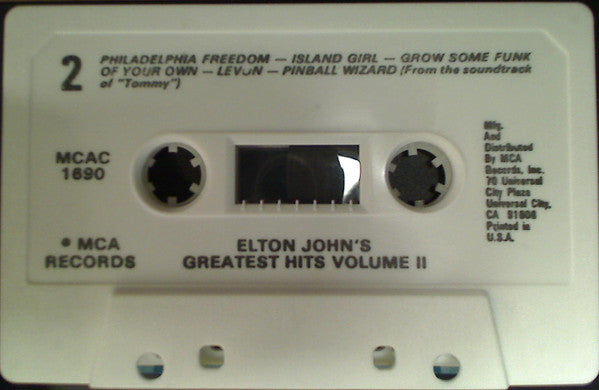 2
PHILADELPHIA FREEDOM — ISLAND GIRL — GROW SOME FUNK
OF YOUR OWN — LEVON — PINBALL WIZARD (From the soundtrack
of "Tommy")
MCAC
1690
Mfg.
And
Distributed
By MCA
Records, Inc.
70 Universal
City Plaza
Universal City,
CA 91608
Printed in
U.S.A.
• MCA
RECORDS
ELTON JOHN'S
GREATEST HITS VOLUME II